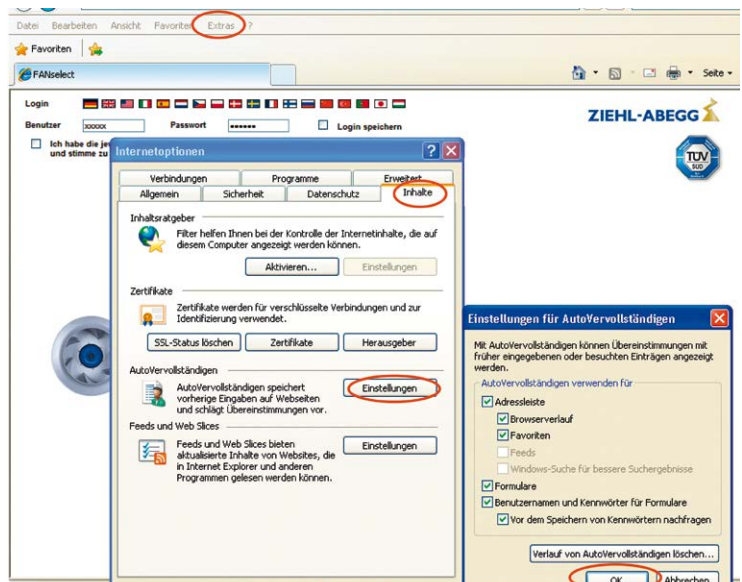 Datei Bearbeiten Ansicht Favoriten Extras ?
Favoriten
FANselect
Seite
Login
Benutzer xxxxx Passwort •••••• Login speichern
Ich habe die je
und stimme zu
ZIEHL-ABEGG
TÜV
SÜD
Internetoptionen
Verbindungen Programme Erweitert
Allgemein Sicherheit Datenschutz Inhalte
Inhaltsratgeber
Filter helfen Ihnen bei der Kontrolle der Internetinhalte, die auf
diesem Computer angezeigt werden können.
Aktivieren... Einstellungen
Zertifikate
Zertifikate werden für verschlüsselte Verbindungen und zur
Identifizierung verwendet.
SSL-Status löschen Zertifikate Herausgeber
AutoVervollständigen
AutoVervollständigen speichert
vorherige Eingaben auf Webseiten
und schlägt Übereinstimmungen vor.
Einstellungen
Feeds und Web Slices
Feeds und Web Slices bieten
aktualisierte Inhalte von Websites, die
in Internet Explorer und anderen
Programmen gelesen werden können.
Einstellungen
Einstellungen für AutoVervollständigen
Mit AutoVervollständigen können Übereinstimmungen mit
früher eingegebenen oder besuchten Einträgen angezeigt
werden.
AutoVervollständigen verwenden für
Adressleiste
Browserverlauf
Favoriten
Feeds
Windows-Suche für bessere Suchergebnisse
Formulare
Benutzernamen und Kennwörter für Formulare
Vor dem Speichern von Kennwörtern nachfragen
Verlauf von AutoVervollständigen löschen...
OK Abbrechen